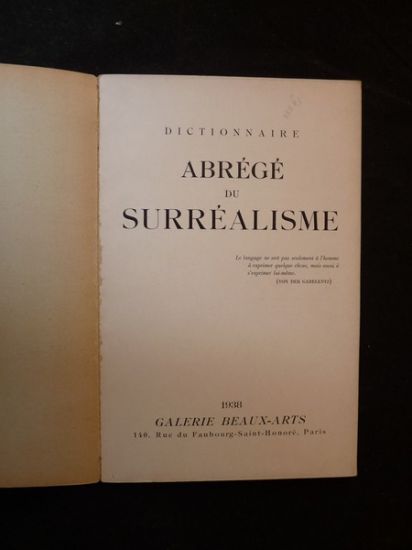 DICTIONNAIRE
ABRÉGÉ
DU
SURRÉALISME
Le langage ne sert pas seulement à l'homme
à exprimer quelque chose, mais aussi à
s'exprimer lui-même.
(VON DER GABELENTZ)
1938
GALERIE BEAUX-ARTS
140, Rue du Faubourg-Saint-Honoré, Paris